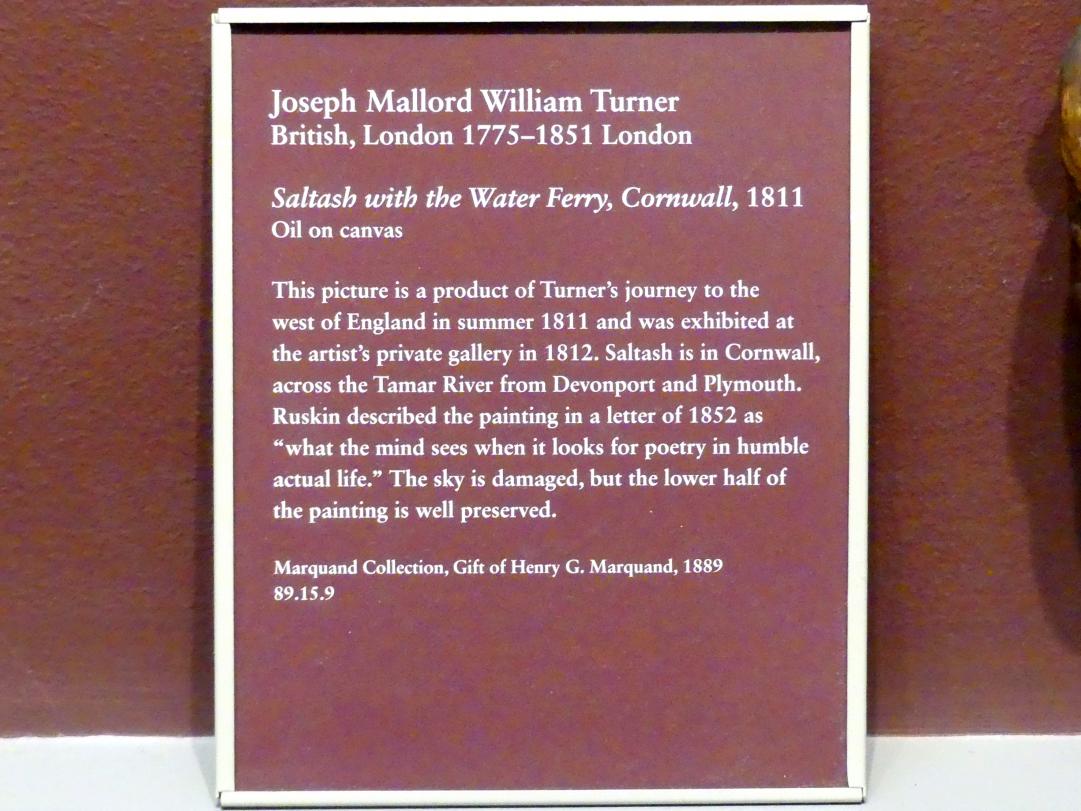 Joseph Mallord William Turner
British, London 1775–1851 London
Saltash with the Water Ferry, Cornwall, 1811
Oil on canvas
This picture is a product of Turner’s journey to the
west of England in summer 1811 and was exhibited at
the artist’s private gallery in 1812. Saltash is in Cornwall,
across the Tamar River from Devonport and Plymouth.
Ruskin described the painting in a letter of 1852 as
“what the mind sees when it looks for poetry in humble
actual life.” The sky is damaged, but the lower half of
the painting is well preserved.
Marquand Collection, Gift of Henry G. Marquand, 1889
89.15.9